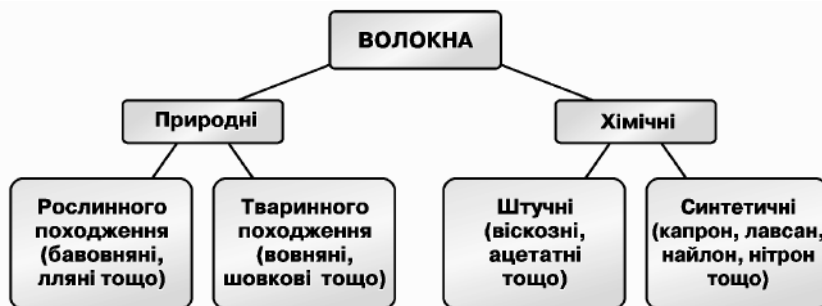 ВОЛОКНА
Природні
Хімічні
Рослинного
походження
(бавовняні,
лляні тощо)
Тваринного
походження
(вовняні,
шовкові тощо)
Штучні
(віскозні,
ацетатні
тощо)
Синтетичні
(капрон, лавсан,
найлон, нітрон
тощо)